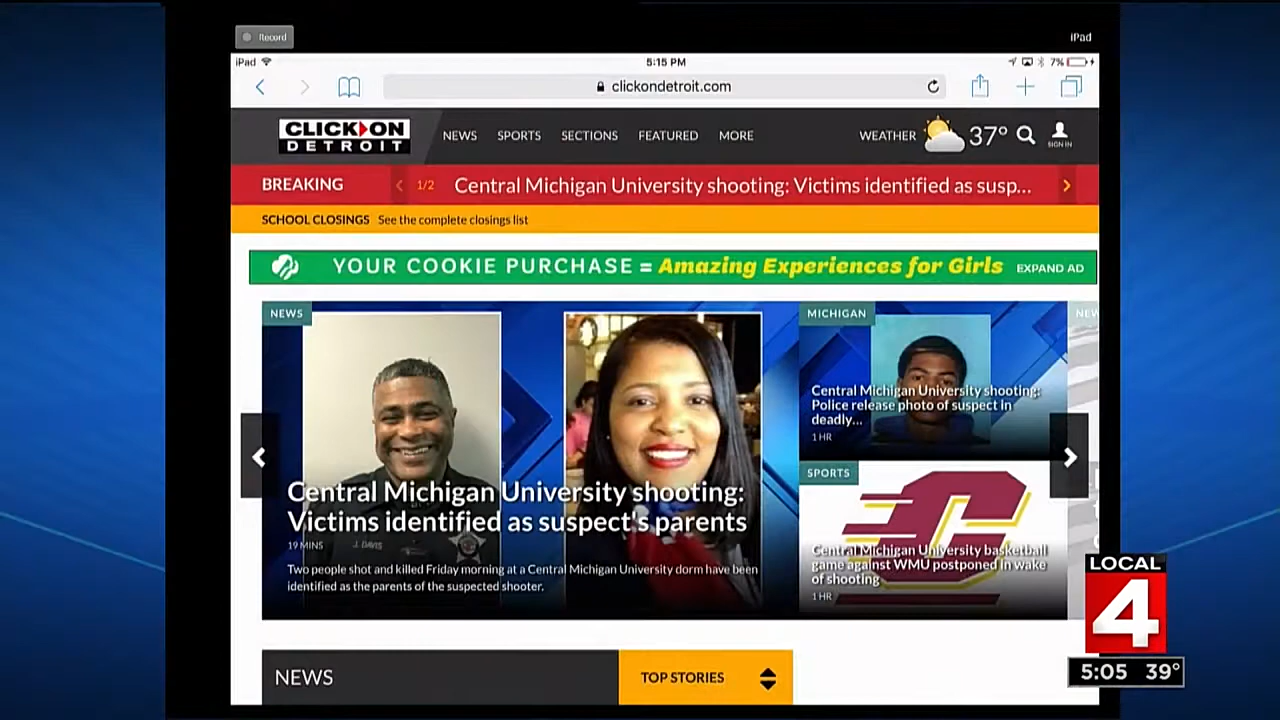 Record
iPad
iPad
5:15 PM
7%
clickondetroit.com
CLICK ON
DETROIT
NEWS SPORTS SECTIONS FEATURED MORE
WEATHER 37° SIGN IN
BREAKING 1/2 Central Michigan University shooting: Victims identified as susp...
SCHOOL CLOSINGS See the complete closings list
YOUR COOKIE PURCHASE = Amazing Experiences for Girls EXPAND AD
NEWS
J. DAVIS
Central Michigan University shooting:
Victims identified as suspect's parents
19 MINS
Two people shot and killed Friday morning at a Central Michigan University dorm have been
identified as the parents of the suspected shooter.
MICHIGAN
Central Michigan University shooting:
Police release photo of suspect in
deadly...
1 HR
SPORTS
Central Michigan University basketball
game against WMU postponed in wake
of shooting
1 HR
NEWS
TOP STORIES
LOCAL
4
5:05 39°